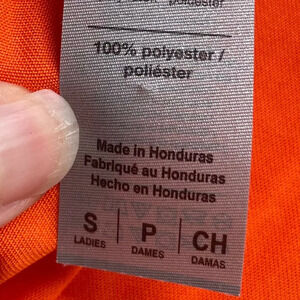 100% polyester /
poliéster
Made in Honduras
Fabriqué au Honduras
Hecho en Honduras
S | P | CH
LADIES DAMES DAMAS